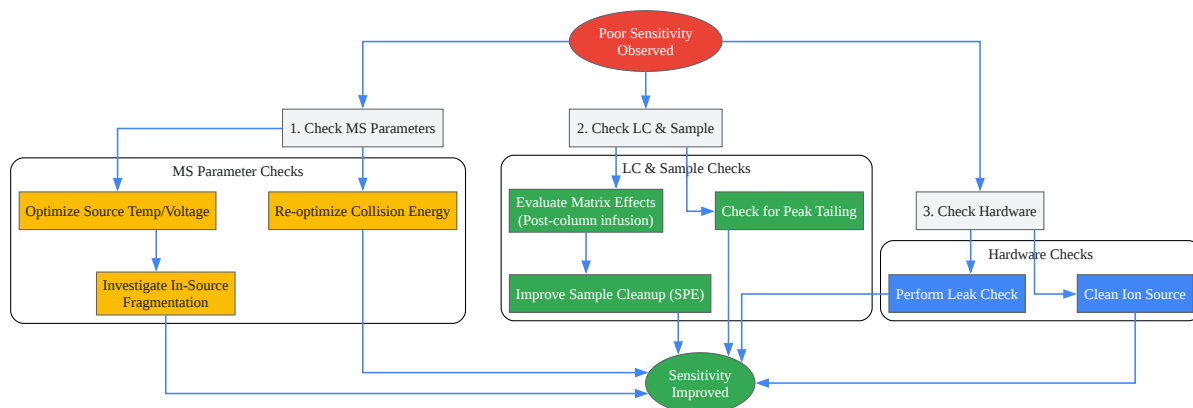 Poor Sensitivity
Observed
1. Check MS Parameters
2. Check LC & Sample
MS Parameter Checks
LC & Sample Checks
Optimize Source Temp/Voltage
Re-optimize Collision Energy
Evaluate Matrix Effects
(Post-column infusion)
Check for Peak Tailing
3. Check Hardware
Hardware Checks
Investigate In-Source
Fragmentation
Improve Sample Cleanup (SPE)
Perform Leak Check
Clean Ion Source
Sensitivity
Improved